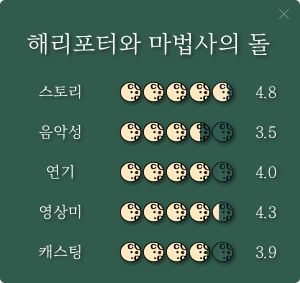 해리포터와 마법사의 돌
스토리 4.8
음악성 3.5
연기 4.0
영상미 4.3
캐스팅 3.9